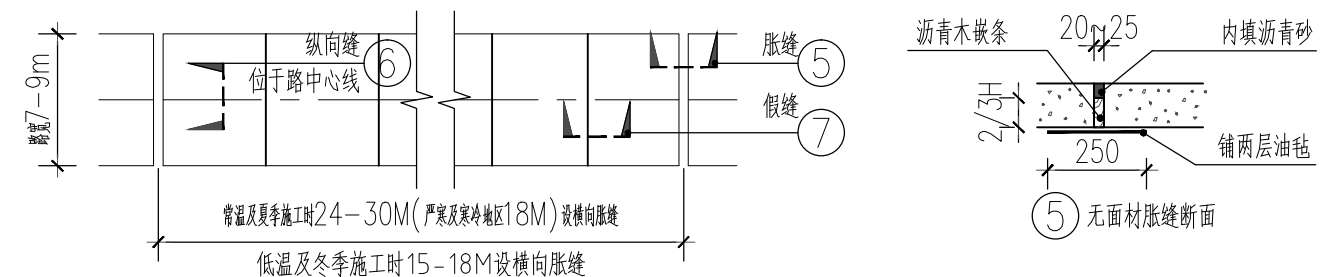 路宽7-9m
纵向缝
位于路中心线
6
胀缝
5
假缝
7
常温及夏季施工时24-30M(严寒及寒冷地区18M)设横向胀缝
低温及冬季施工时15-18M设横向胀缝
沥青木嵌条
20 25
内填沥青砂
2/3H
250
铺两层油毡
5 无面材胀缝断面